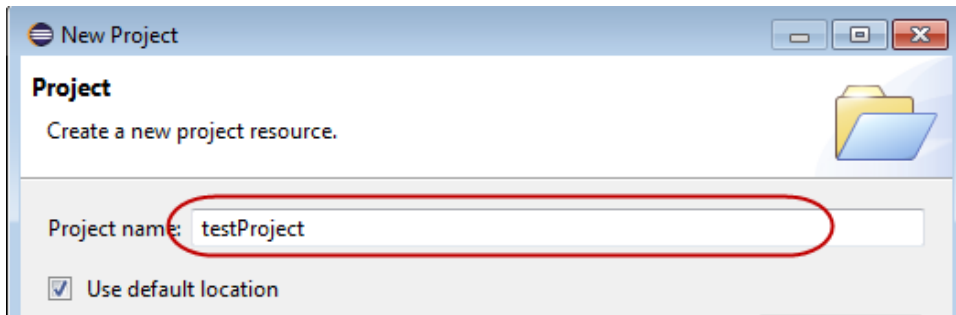 New Project
Project
Create a new project resource.
Project name: testProject
Use default location